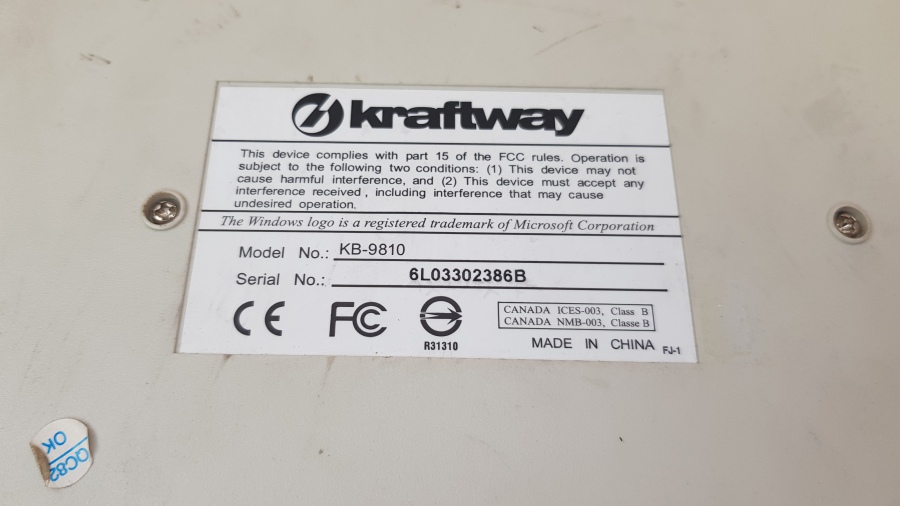 kraftway
This device complies with part 15 of the FCC rules. Operation is
subject to the following two conditions: (1) This device may not
cause harmful interference, and (2) This device must accept any
interference received , including interference that may cause
undesired operation.
The Windows logo is a registered trademark of Microsoft Corporation
Model No.: KB-9810
Serial No.: 6L03302386B
CE FC
R31310
CANADA ICES-003, Class B
CANADA NMB-003, Classe B
MADE IN CHINA FJ-1
QCB2
OK